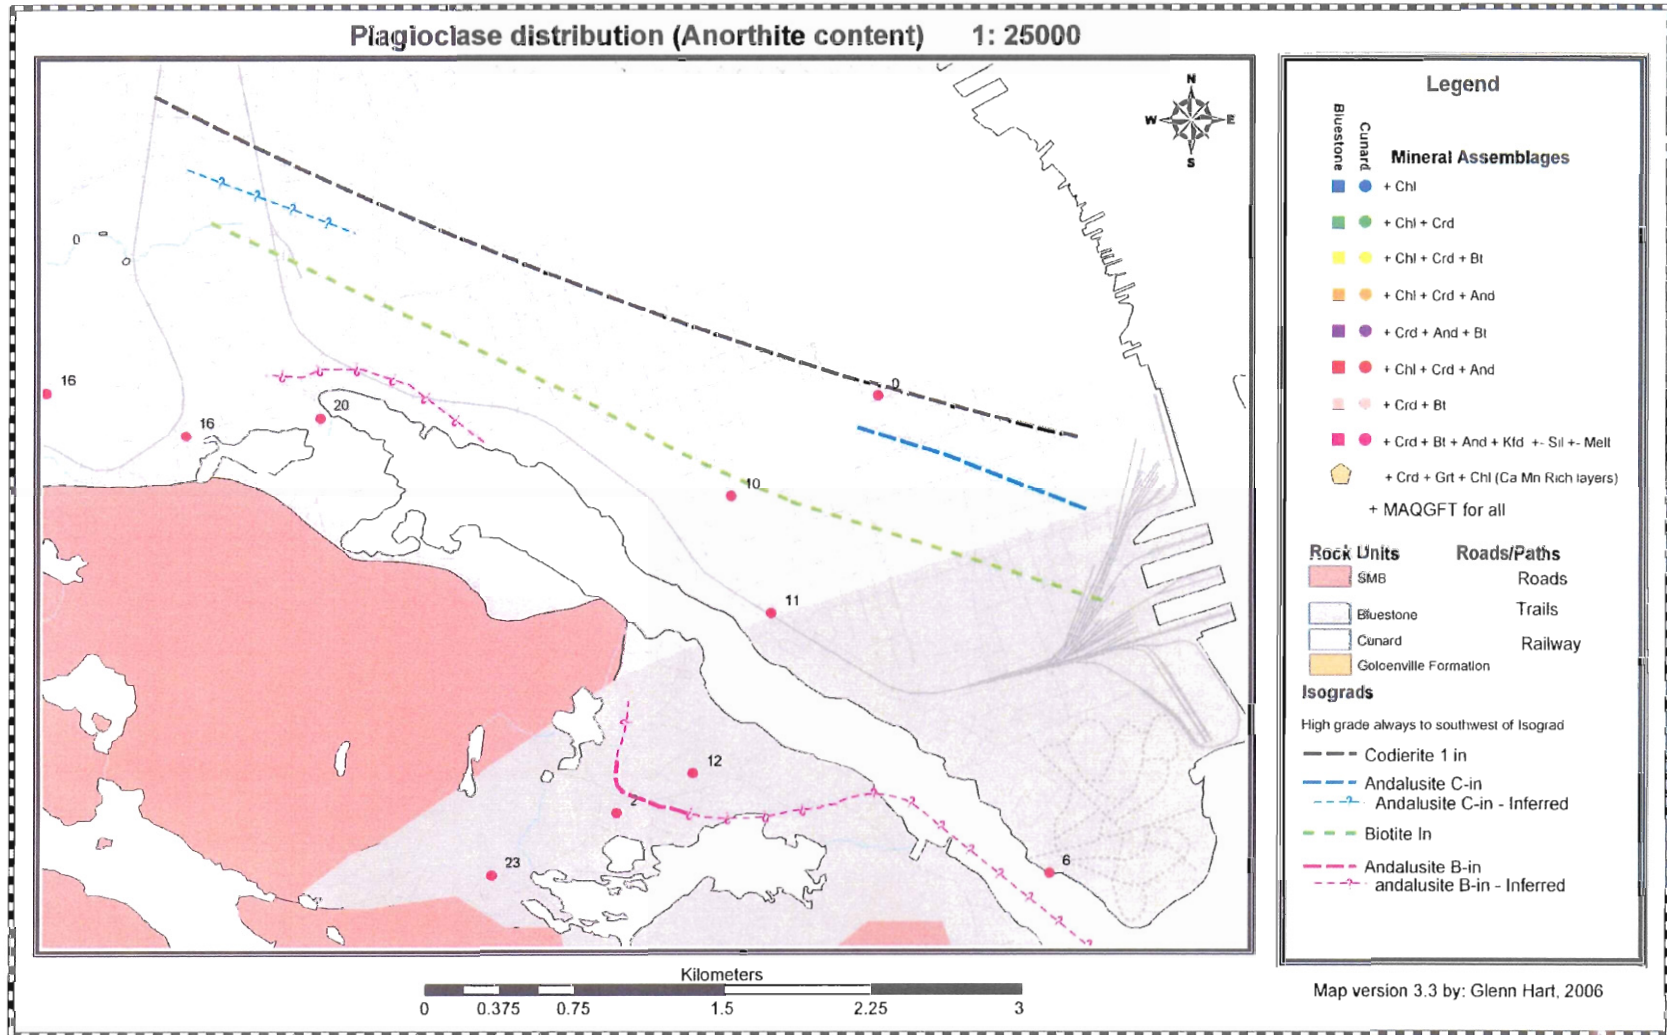 Plagioclase distribution (Anorthite content) 1: 25000
N
W E
S
0
16
20
16
0
10
11
12
2
23
6
Kilometers
0 0.375 0.75 1.5 2.25 3
Legend
Bluestone
Cunard
Mineral Assemblages
+ Chl
+ Chl + Crd
+ Chl + Crd + Bt
+ Chl + Crd + And
+ Crd + And + Bt
+ Chl + Crd + And
+ Crd + Bt
+ Crd + Bt + And + Kfd +- Sil +- Melt
+ Crd + Grt + Chl (Ca Mn Rich layers)
+ MAQGFT for all
Rock Units Roads/Paths
SMB Roads
Bluestone Trails
Cunard Railway
Goldenville Formation
Isograds
High grade always to southwest of Isograd
Codierite 1 in
Andalusite C-in
? Andalusite C-in - Inferred
Biotite In
Andalusite B-in
? andalusite B-in - Inferred
Map version 3.3 by: Glenn Hart, 2006